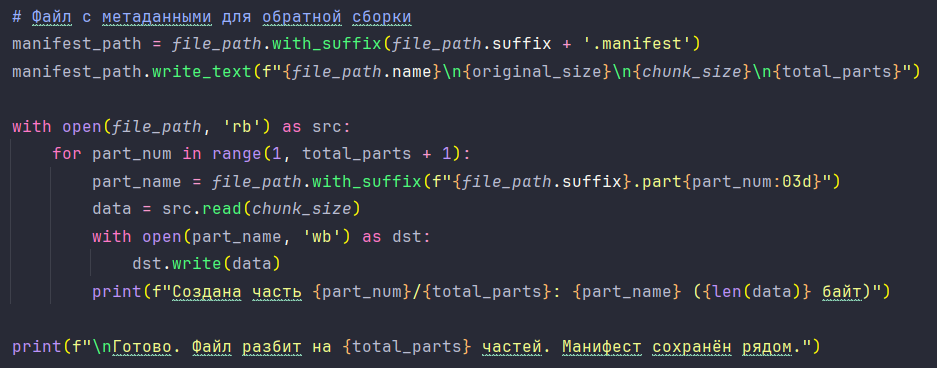 # Файл с метаданными для обратной сборки
manifest_path = file_path.with_suffix(file_path.suffix + '.manifest')
manifest_path.write_text(f"{file_path.name}\n{original_size}\n{chunk_size}\n{total_parts}")

with open(file_path, 'rb') as src:
    for part_num in range(1, total_parts + 1):
        part_name = file_path.with_suffix(f"{file_path.suffix}.part{part_num:03d}")
        data = src.read(chunk_size)
        with open(part_name, 'wb') as dst:
            dst.write(data)
        print(f"Создана часть {part_num}/{total_parts}: {part_name} ({len(data)} байт)")

print(f"\nГотово. Файл разбит на {total_parts} частей. Манифест сохранён рядом.")